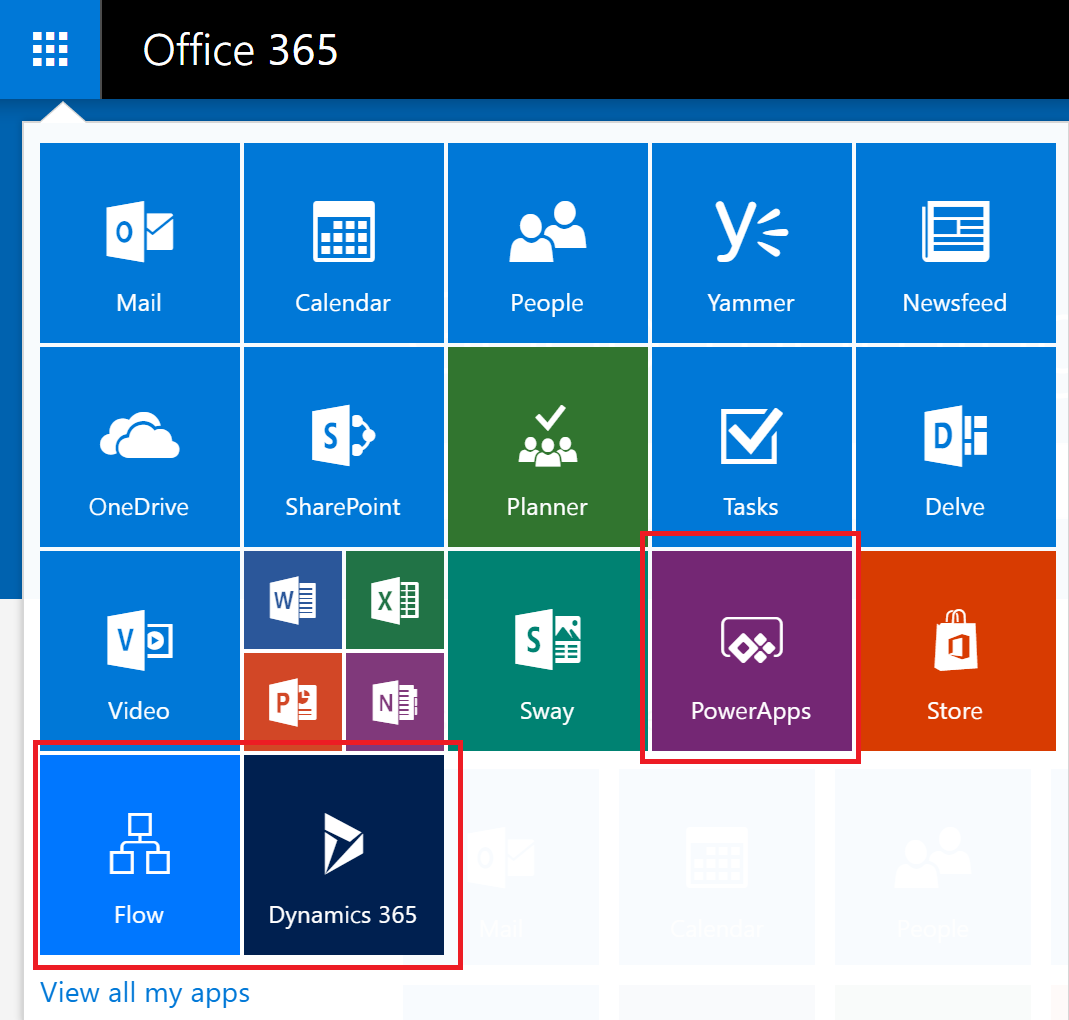 Office 365
Mail Calendar People Yammer Newsfeed
OneDrive SharePoint Planner Tasks Delve
W X
P N
Video Sway PowerApps Store
Flow Dynamics 365
Mail Calendar People
View all my apps